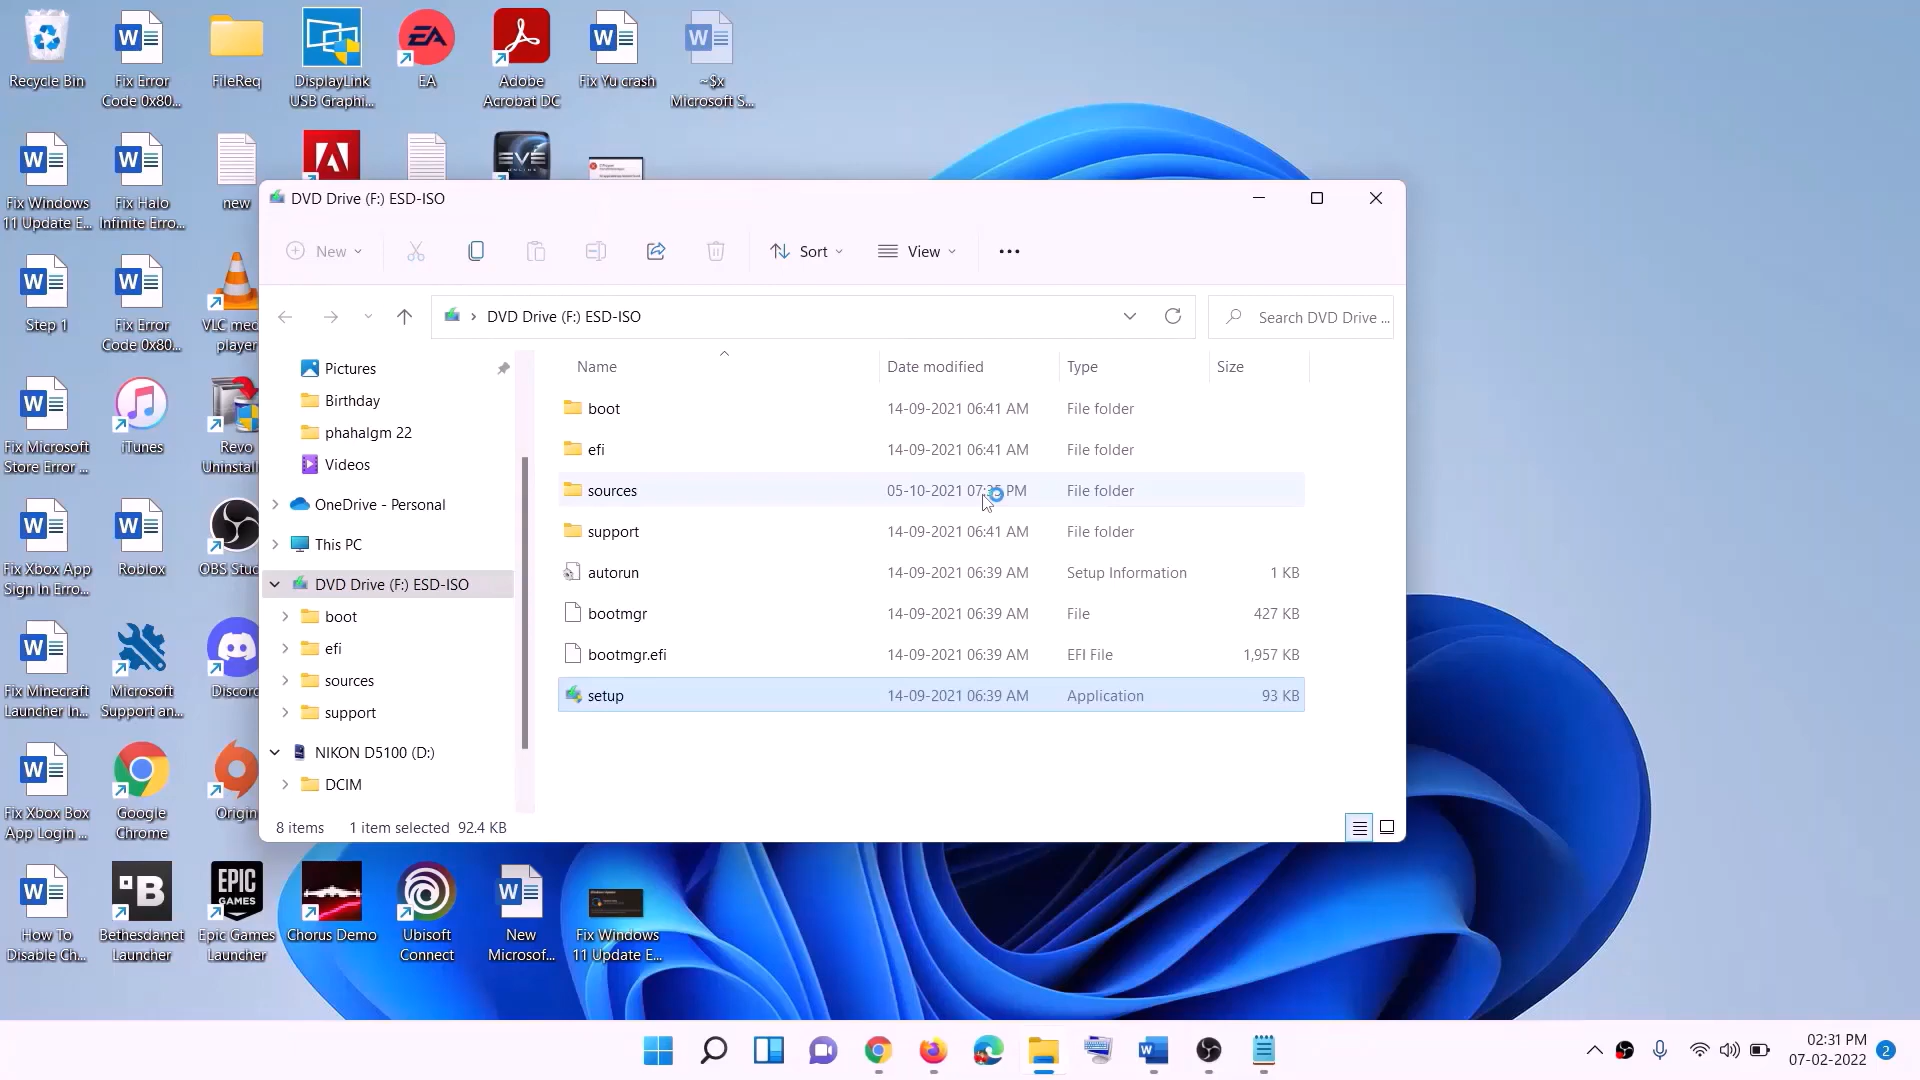 Recycle Bin
Fix Error
Code 0x80...
FileReq
DisplayLink
USB Graphi...
EA
Adobe
Acrobat DC
Fix Yu crash
~$x
Microsoft S...
Fix Windows
11 Update E...
Fix Halo
Infinite Erro...
new
Step 1
Fix Error
Code 0x80...
VLC med
player
Fix Microsoft
Store Error ...
iTunes
Revo
Uninstall
Fix Xbox App
Sign In Erro...
Roblox
OBS Stud
Fix Minecraft
Launcher In...
Microsoft
Support an...
Discord
Fix Xbox Box
App Login ...
Google
Chrome
Origin
How To
Disable Ch...
Bethesda.net
Launcher
Epic Games
Launcher
Chorus Demo
Ubisoft
Connect
New
Microsof...
Fix Windows
11 Update E...
DVD Drive (F:) ESD-ISO
New
Sort
View
DVD Drive (F:) ESD-ISO
Search DVD Drive ...
Pictures
Birthday
phahalgm 22
Videos
OneDrive - Personal
This PC
DVD Drive (F:) ESD-ISO
boot
efi
sources
support
NIKON D5100 (D:)
DCIM
Name Date modified Type Size
boot 14-09-2021 06:41 AM File folder
efi 14-09-2021 06:41 AM File folder
sources 05-10-2021 PM File folder
support 14-09-2021 06:41 AM File folder
autorun 14-09-2021 06:39 AM Setup Information 1 KB
bootmgr 14-09-2021 06:39 AM File 427 KB
bootmgr.efi 14-09-2021 06:39 AM EFI File 1,957 KB
setup 14-09-2021 06:39 AM Application 93 KB
8 items 1 item selected 92.4 KB
02:31 PM
07-02-2022
2